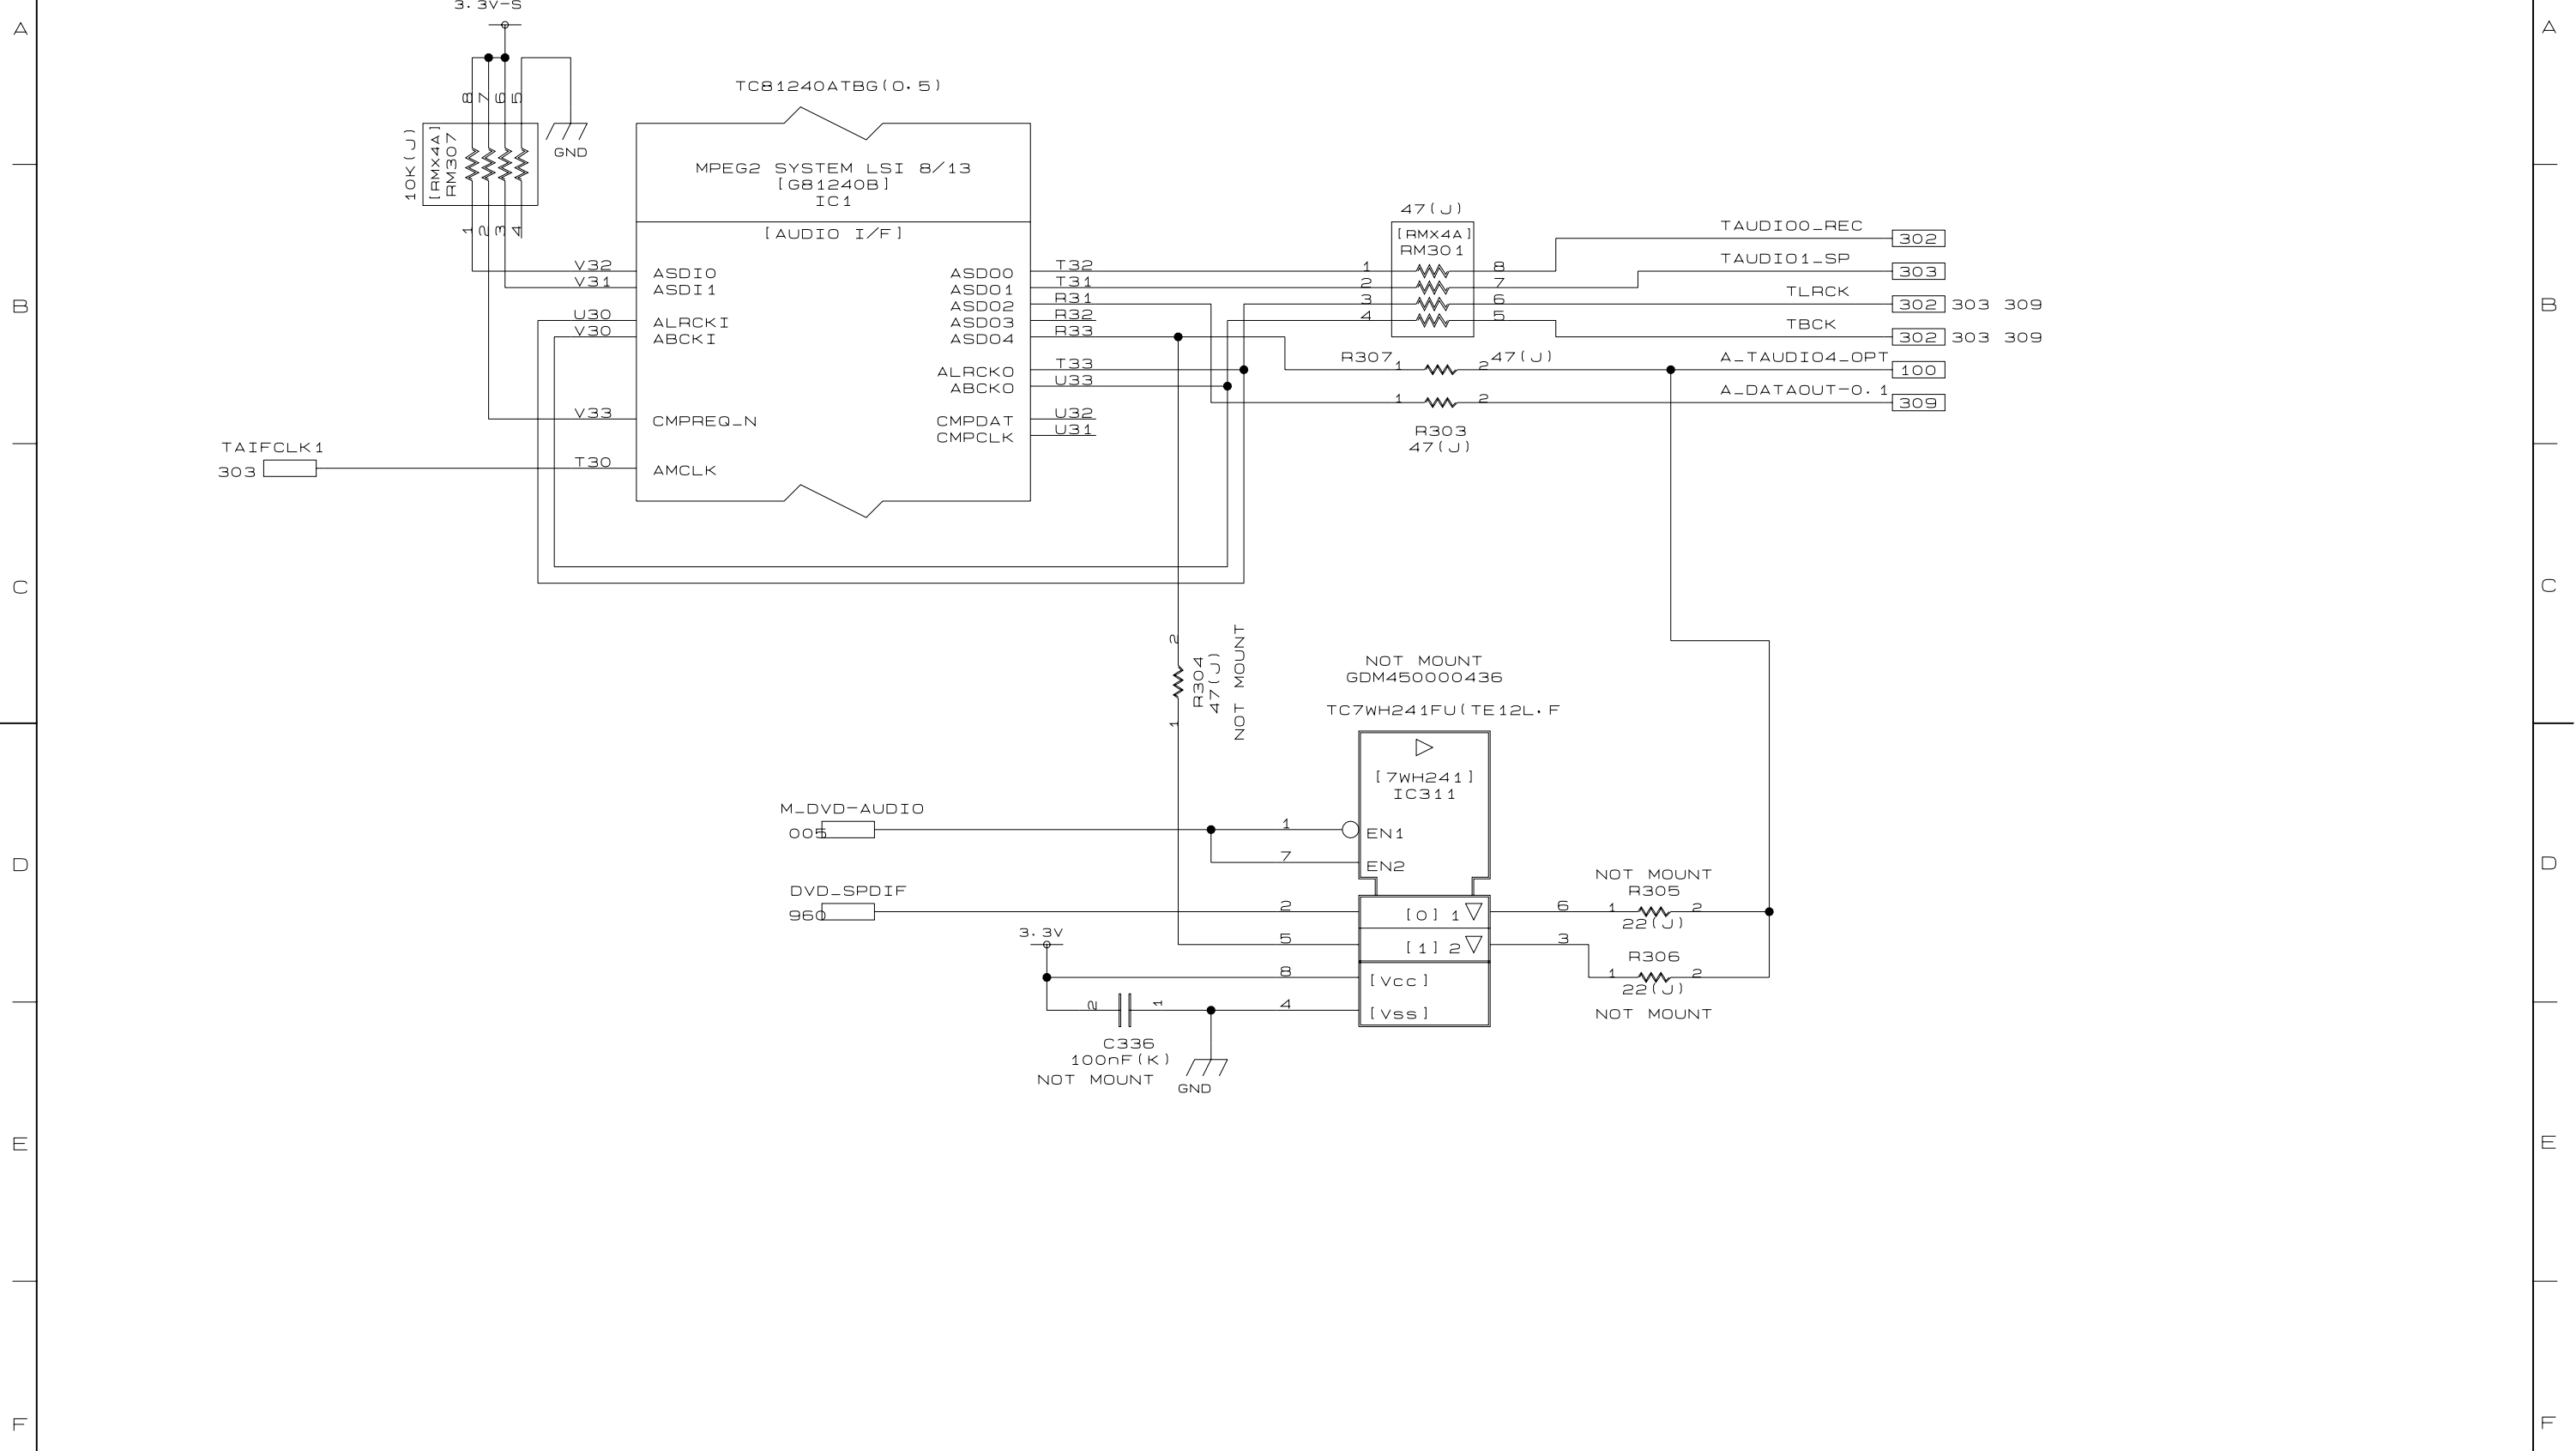 3.3V-S
A
A
TC81240ATBG(0.5)
8 7 6 5
10K(J)
[RMX4A]
RM307
GND
MPEG2 SYSTEM LSI 8/13
[G81240B]
IC1
1 2 3 4
[AUDIO I/F]
47(J)
[RMX4A]
RM301
TAUDIO0_REC
302
V32 ASDI0 ASDO0 T32 1 8
TAUDIO1_SP
303
V31 ASDI1 ASDO1 T31 2 7
TLRCK
B
ASDO2 R31 3 6
302 303 309
B
U30 ALRCKI ASDO3 R32 4 5
TBCK
V30 ABCKI ASDO4 R33
302 303 309
R307 1 2 47(J)
A_TAUDIO4_OPT
100
ALRCKO T33
ABCKO U33
A_DATAOUT-0.1
1 2
309
V33 CMPREQ_N CMPDAT U32
CMPCLK U31
R303
47(J)
TAIFCLK1
303
T30 AMCLK
C
C
2
R304
47(J)
NOT MOUNT
1
NOT MOUNT
GDM450000436
TC7WH241FU(TE12L.F
[7WH241]
IC311
M_DVD-AUDIO
005
1 EN1
7 EN2
D
D
DVD_SPDIF
960
2 [0] 1 6
NOT MOUNT
R305
1 2
22(J)
3.3V
5 [1] 2 3
R306
1 2
22(J)
NOT MOUNT
8 [Vcc]
2 1 4 [Vss]
C336
100nF(K)
NOT MOUNT
GND
E
E
F
F